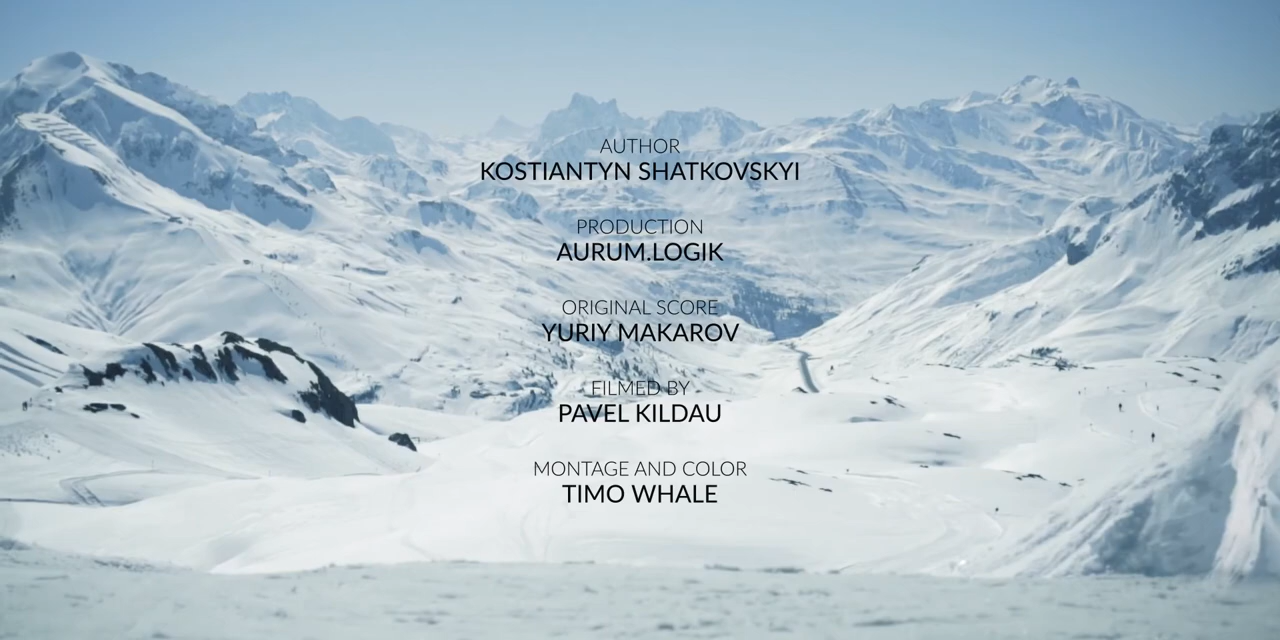 AUTHOR
KOSTIANTYN SHATKOVSKYI
PRODUCTION
AURUM.LOGIK
ORIGINAL SCORE
YURIY MAKAROV
FILMED BY
PAVEL KILDAU
MONTAGE AND COLOR
TIMO WHALE